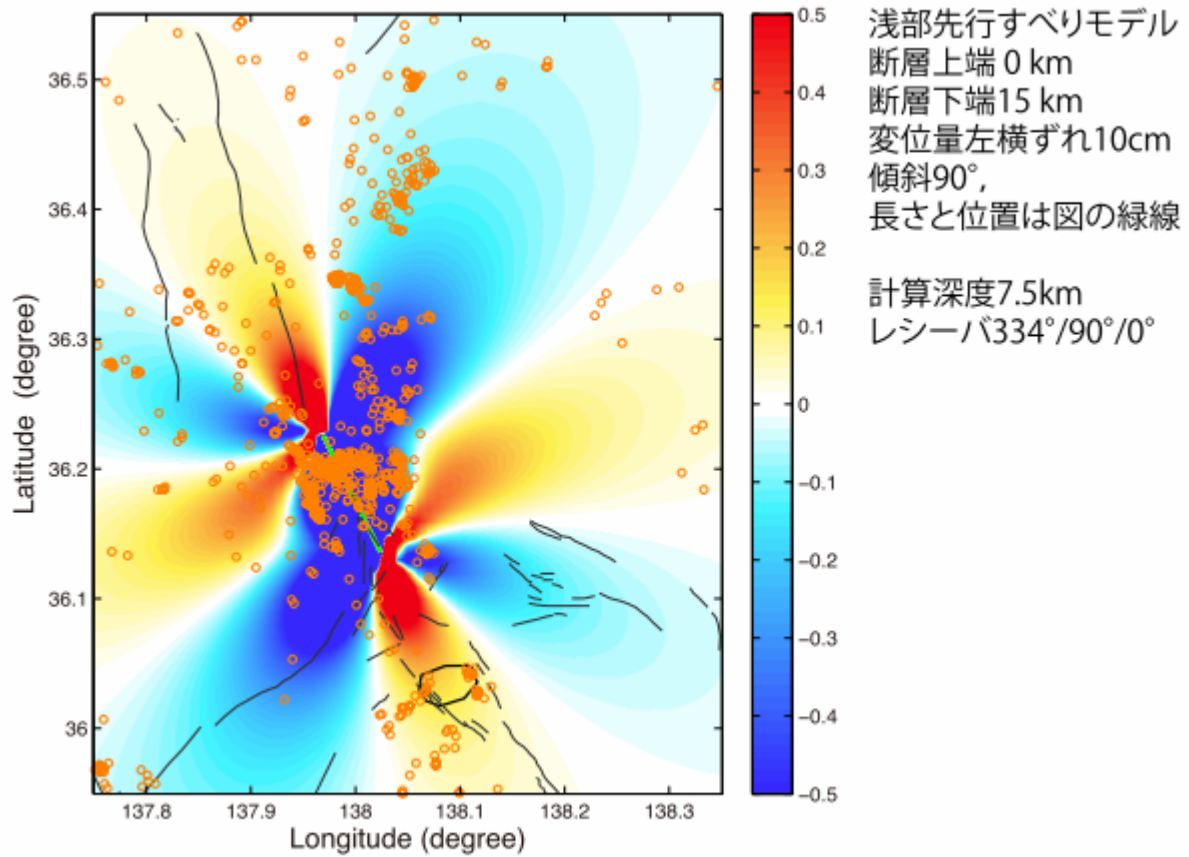 0.5
0.4
0.3
0.2
0.1
0
−0.1
−0.2
−0.3
−0.4
−0.5
36.5
36.4
36.3
36.2
36.1
36
Latitude (degree)
137.8
137.9
138
138.1
138.2
138.3
Longitude (degree)
浅部先行すべりモデル
断層上端 0 km
断層下端15 km
変位量左横ずれ10cm
傾斜90°,
長さと位置は図の緑線
計算深度7.5km
レシーバ334°/90°/0°